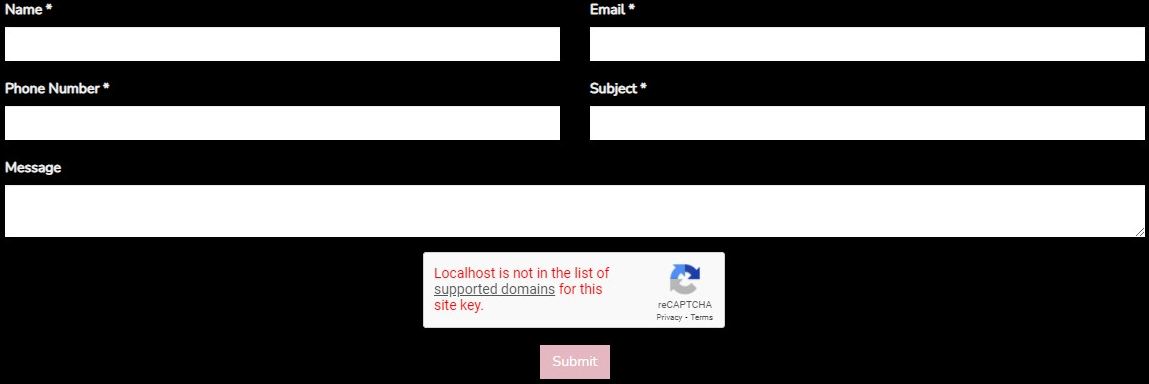 Name *
Email *
Phone Number *
Subject *
Message
Localhost is not in the list of
supported domains for this
site key.
reCAPTCHA
Privacy - Terms
Submit